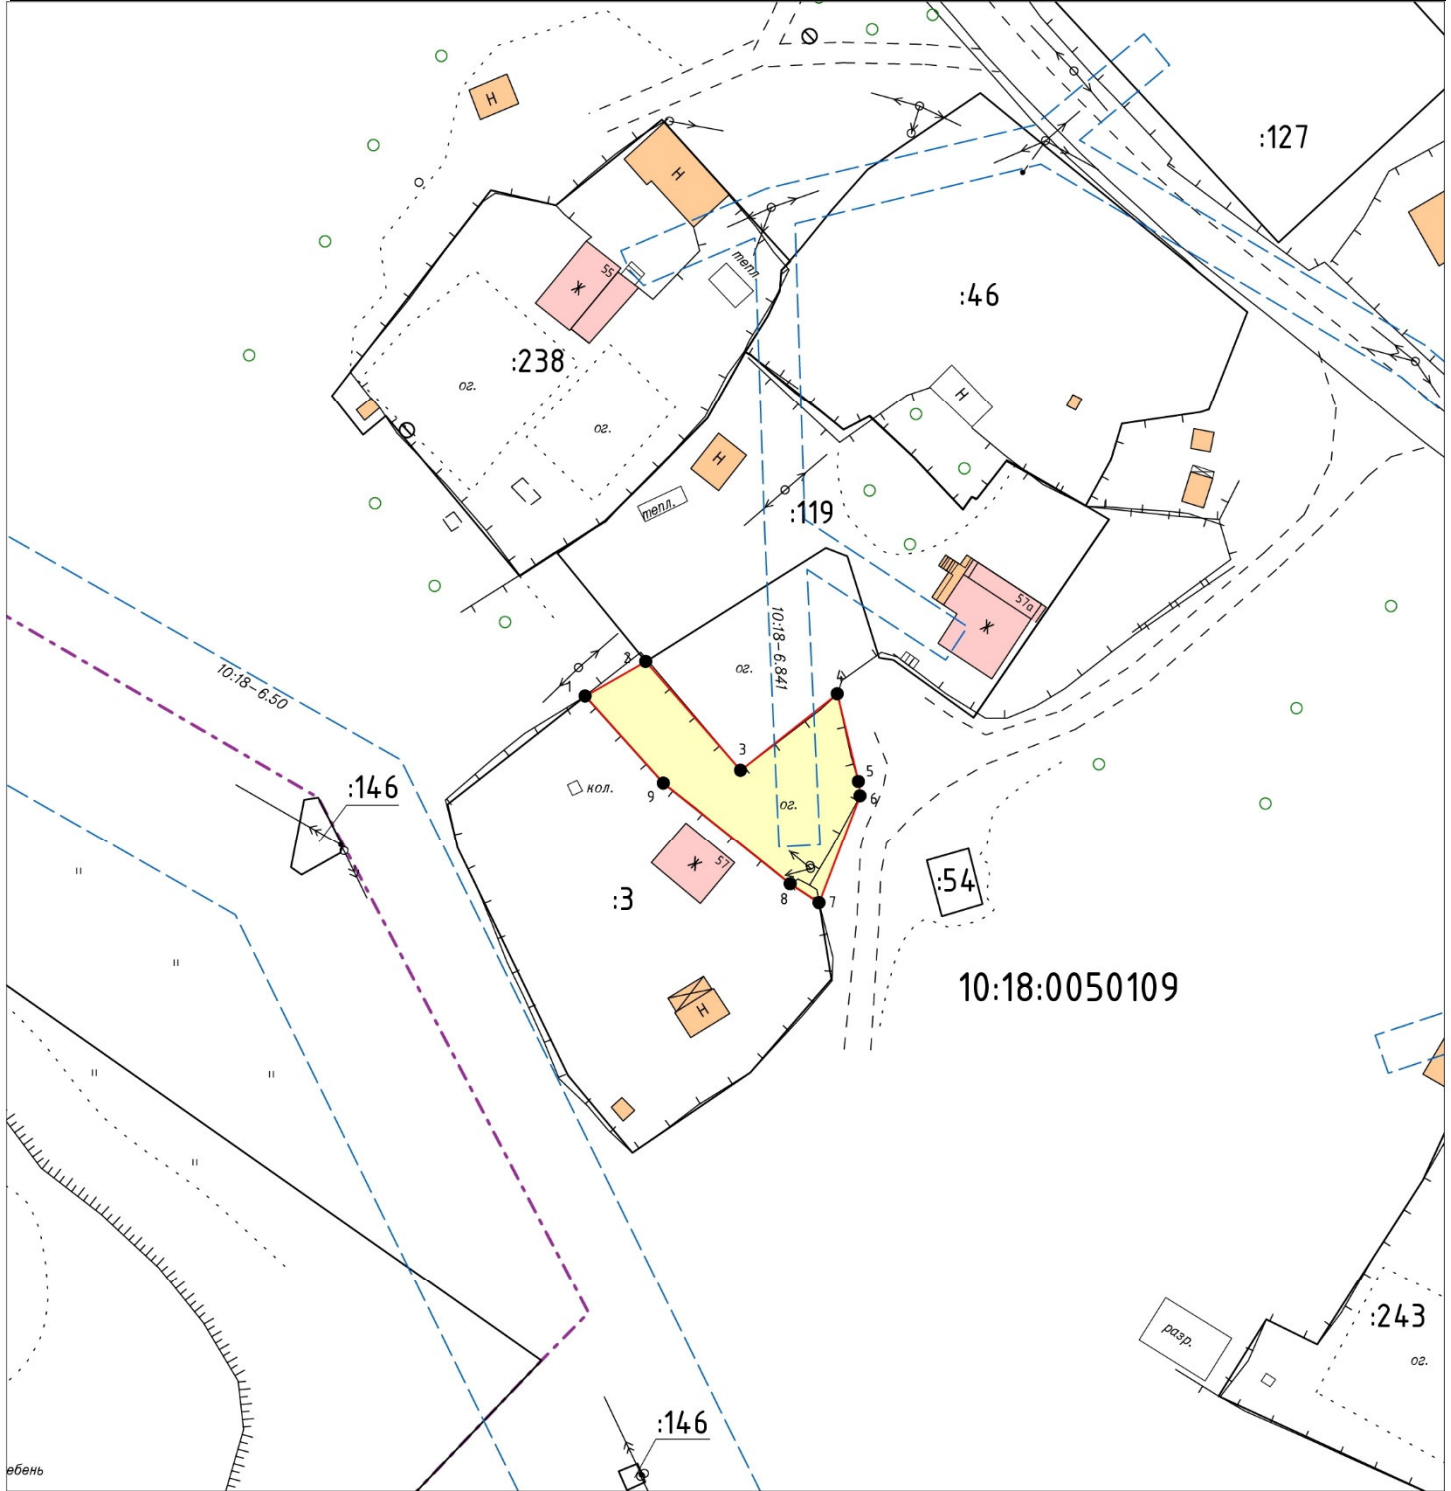 Н
:127
Н
тепл.
55
Ж
:46
:238
ог.
Н
ог.
Н
тепл.
:119
57а
Ж
10:18-6.841
2
ог.
1
4
10:18-6.50
3
5
:146
9
кол.
ог.
6
57
Ж
:54
:3
8
7
10:18:0050109
Н
:243
разр.
ог.
:146
ебень